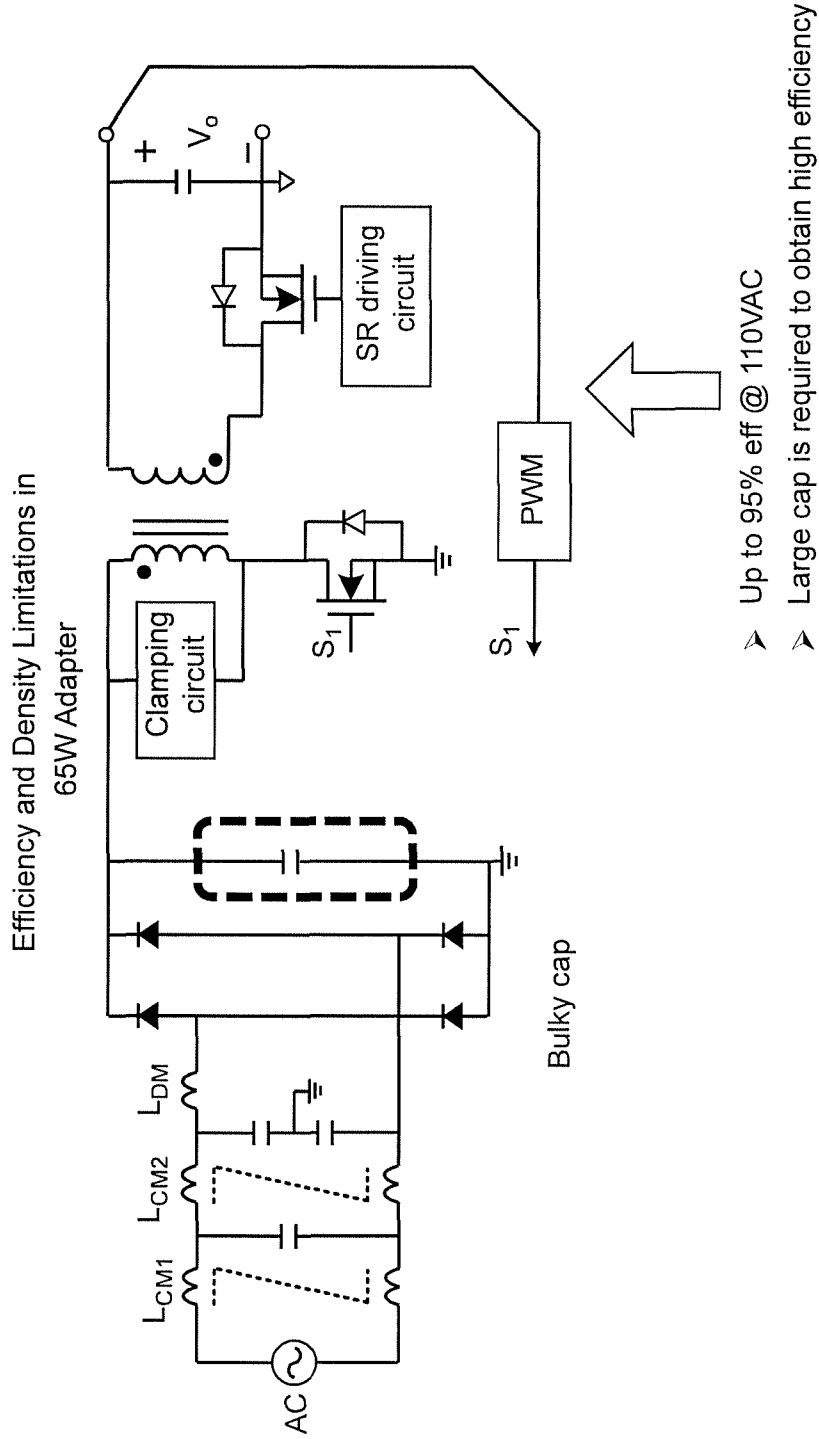 Efficiency and Density Limitations in
65W Adapter
AC
L_CM1
L_CM2
L_DM
Bulky cap
Clamping
circuit
S_1
S_1
PWM
SR driving
circuit
+
V_o
−
➢ Up to 95% eff @ 110VAC
➢ Large cap is required to obtain high efficiency